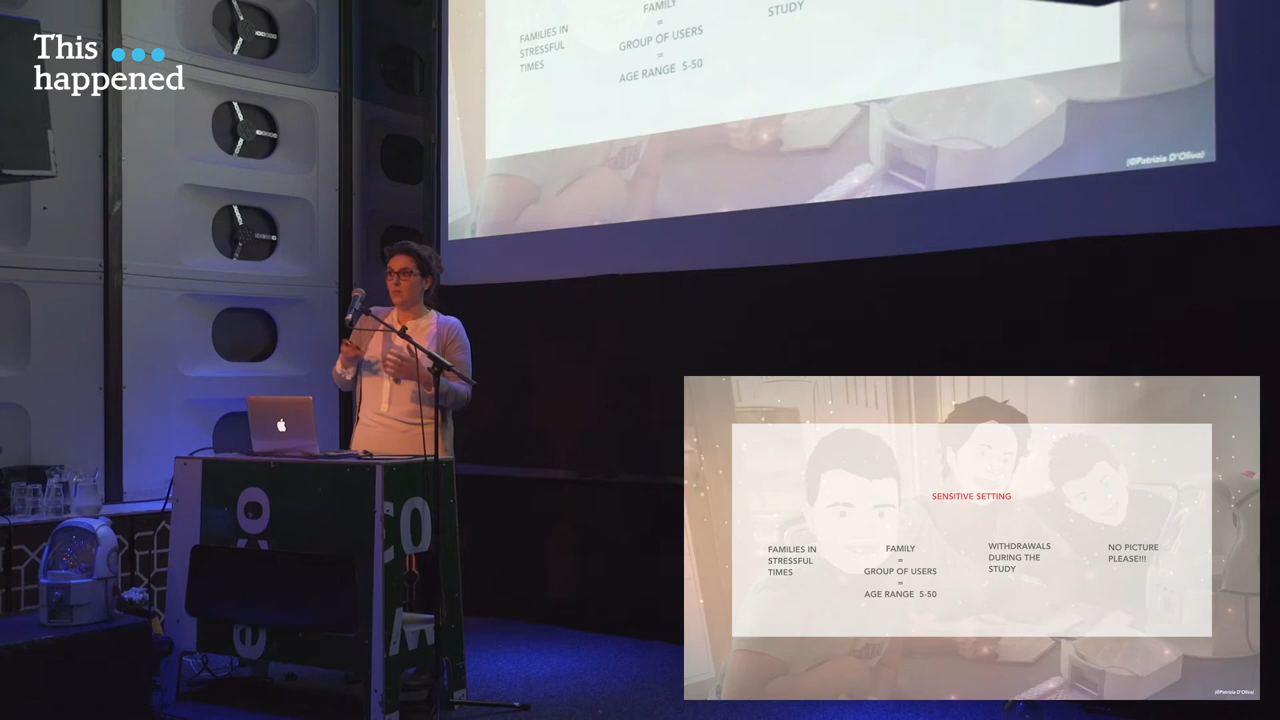 This
happened
FAMILIES IN
STRESSFUL
TIMES
FAMILY
=
GROUP OF USERS
=
AGE RANGE 5-50
STUDY
(©Patrizia D'Olivo)
SENSITIVE SETTING
FAMILIES IN
STRESSFUL
TIMES
FAMILY
=
GROUP OF USERS
=
AGE RANGE 5-50
WITHDRAWALS
DURING THE
STUDY
NO PICTURE
PLEASE!!!
(©Patrizia D'Olivo)